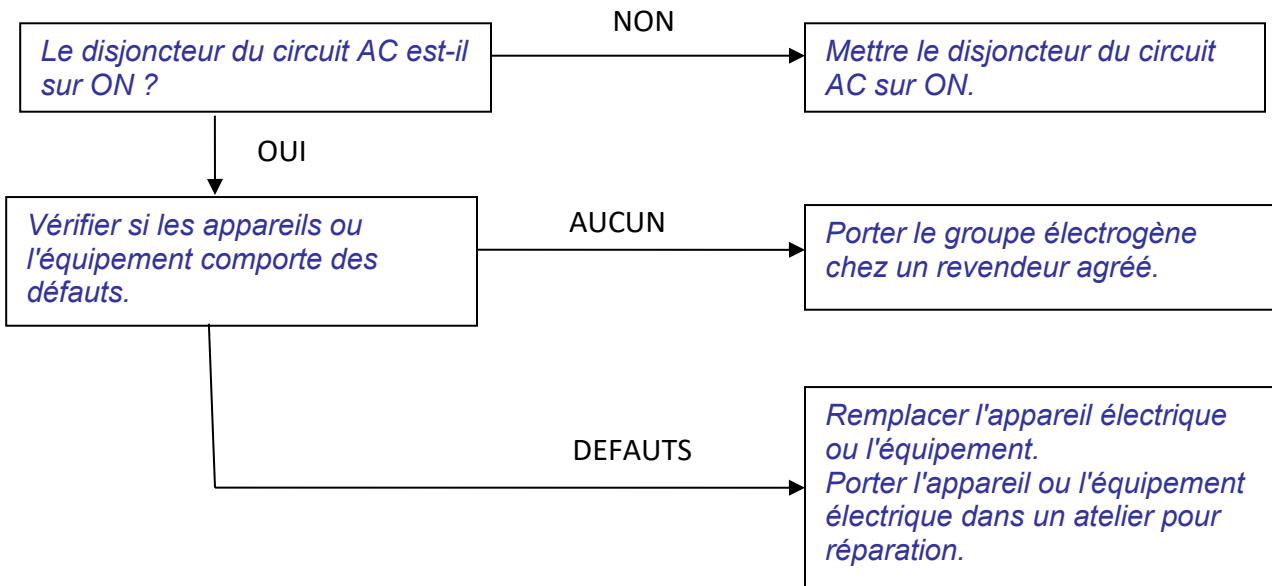 NON
Le disjoncteur du circuit AC est-il
sur ON ?
Mettre le disjoncteur du circuit
AC sur ON.
OUI
Vérifier si les appareils ou
l'équipement comporte des
défauts.
AUCUN
Porter le groupe électrogène
chez un revendeur agréé.
DEFAUTS
Remplacer l'appareil électrique
ou l'équipement.
Porter l'appareil ou l'équipement
électrique dans un atelier pour
réparation.